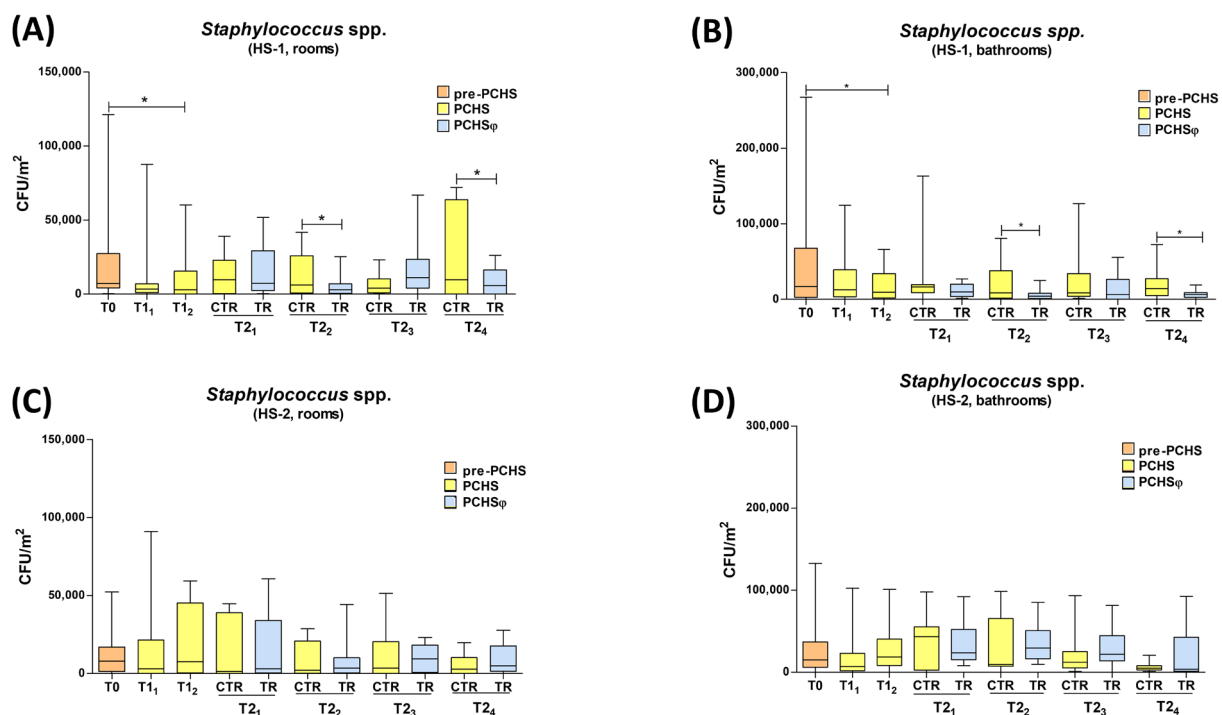 (A)
Staphylococcus spp.
(HS-1, rooms)
150,000
100,000
50,000
0
CFU/m²
pre-PCHS
PCHS
PCHSφ
*
*
*
T0 T1₁ T1₂ CTR TR CTR TR CTR TR CTR TR
T2₁ T2₂ T2₃ T2₄
(B)
Staphylococcus spp.
(HS-1, bathrooms)
300,000
200,000
100,000
0
CFU/m²
pre-PCHS
PCHS
PCHSφ
*
*
*
T0 T1₁ T1₂ CTR TR CTR TR CTR TR CTR TR
T2₁ T2₂ T2₃ T2₄
(C)
Staphylococcus spp.
(HS-2, rooms)
150,000
100,000
50,000
0
CFU/m²
pre-PCHS
PCHS
PCHSφ
T0 T1₁ T1₂ CTR TR CTR TR CTR TR CTR TR
T2₁ T2₂ T2₃ T2₄
(D)
Staphylococcus spp.
(HS-2, bathrooms)
300,000
200,000
100,000
0
CFU/m²
pre-PCHS
PCHS
PCHSφ
T0 T1₁ T1₂ CTR TR CTR TR CTR TR CTR TR
T2₁ T2₂ T2₃ T2₄